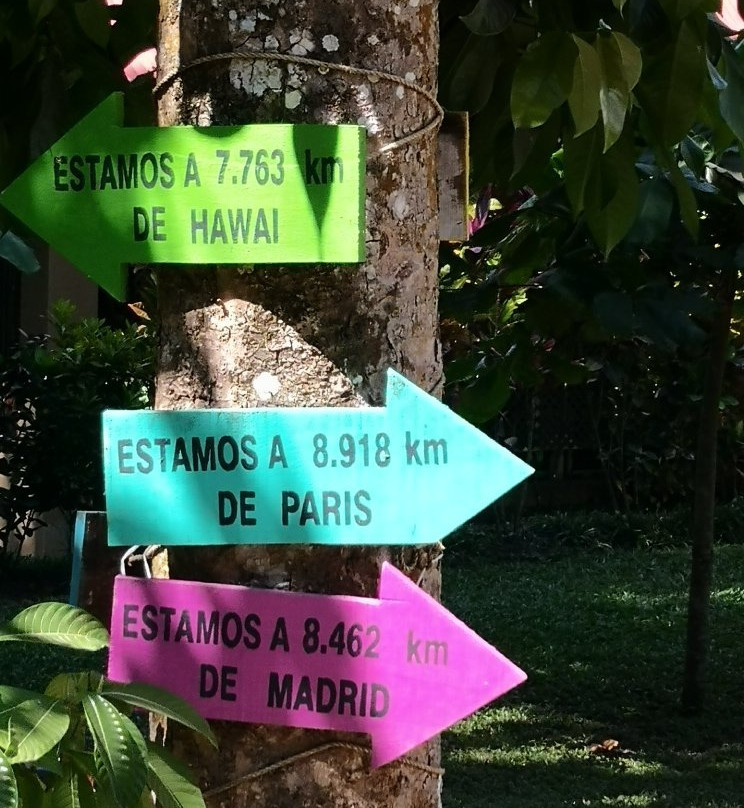 ESTAMOS A 7.763 km
DE HAWAI
ESTAMOS A 8.918 km
DE PARIS
ESTAMOS A 8.462 km
DE MADRID